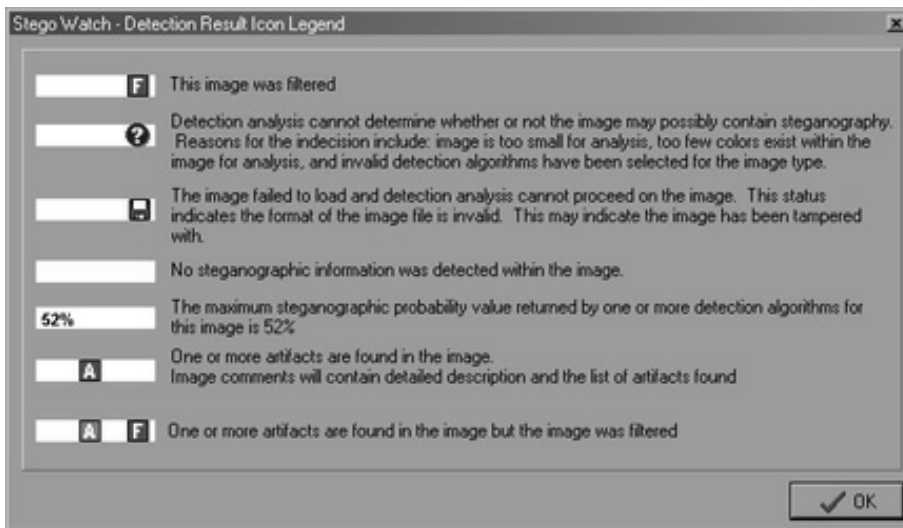 Stego Watch - Detection Result Icon Legend
F This image was filtered
Detection analysis cannot determine whether or not the image may possibly contain steganography.
? Reasons for the indecision include: image is too small for analysis, too few colors exist within the
image for analysis, and invalid detection algorithms have been selected for the image type.
The image failed to load and detection analysis cannot proceed on the image. This status
indicates the format of the image file is invalid. This may indicate the image has been tampered
with.
No steganographic information was detected within the image.
52% The maximum steganographic probability value returned by one or more detection algorithms for
this image is 52%
One or more artifacts are found in the image.
A Image comments will contain detailed description and the list of artifacts found
A F One or more artifacts are found in the image but the image was filtered
OK